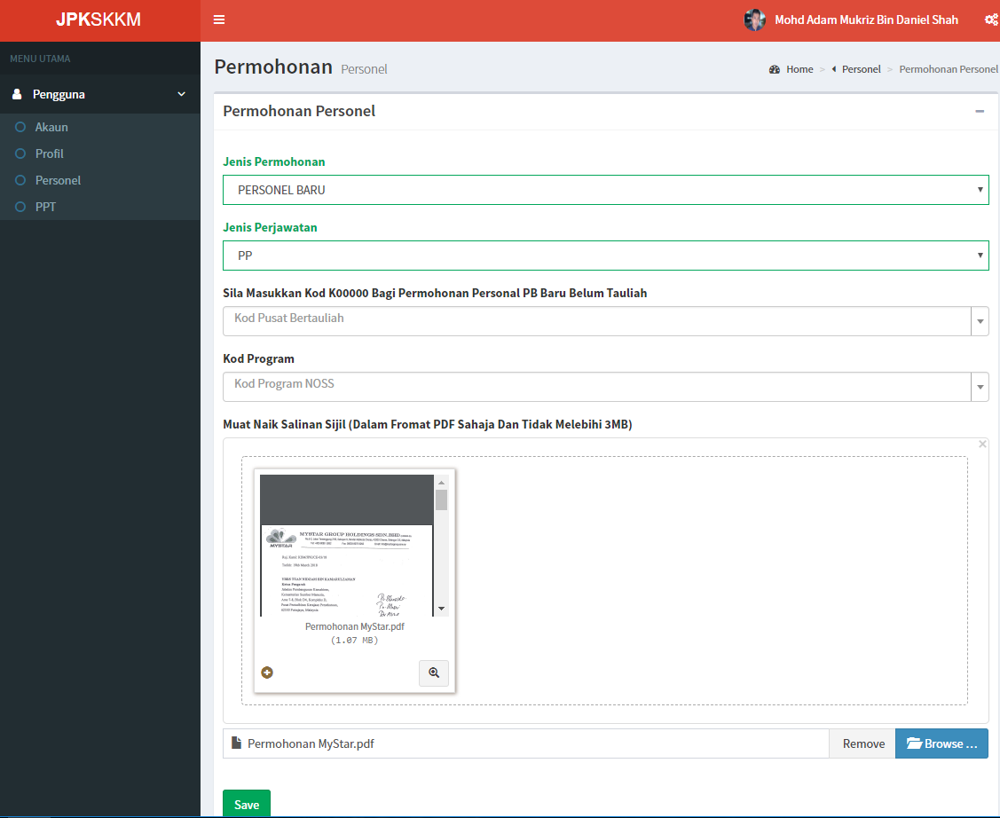 JPKSKKM
Mohd Adam Mukriz Bin Daniel Shah
MENU UTAMA
Pengguna
Akaun
Profil
Personel
PPT
Permohonan Personel
Home > Personel > Permohonan Personel
Permohonan Personel
Jenis Permohonan
PERSONEL BARU
Jenis Perjawatan
PP
Sila Masukkan Kod K00000 Bagi Permohonan Personal PB Baru Belum Tauliah
Kod Pusat Bertauliah
Kod Program
Kod Program NOSS
Muat Naik Salinan Sijil (Dalam Fromat PDF Sahaja Dan Tidak Melebihi 3MB)
MYSTAR GROUP HOLDINGS SDN.BHD
MYSTAR
Permohonan MyStar.pdf
(1.07 MB)
Permohonan MyStar.pdf
Remove
Browse ...
Save